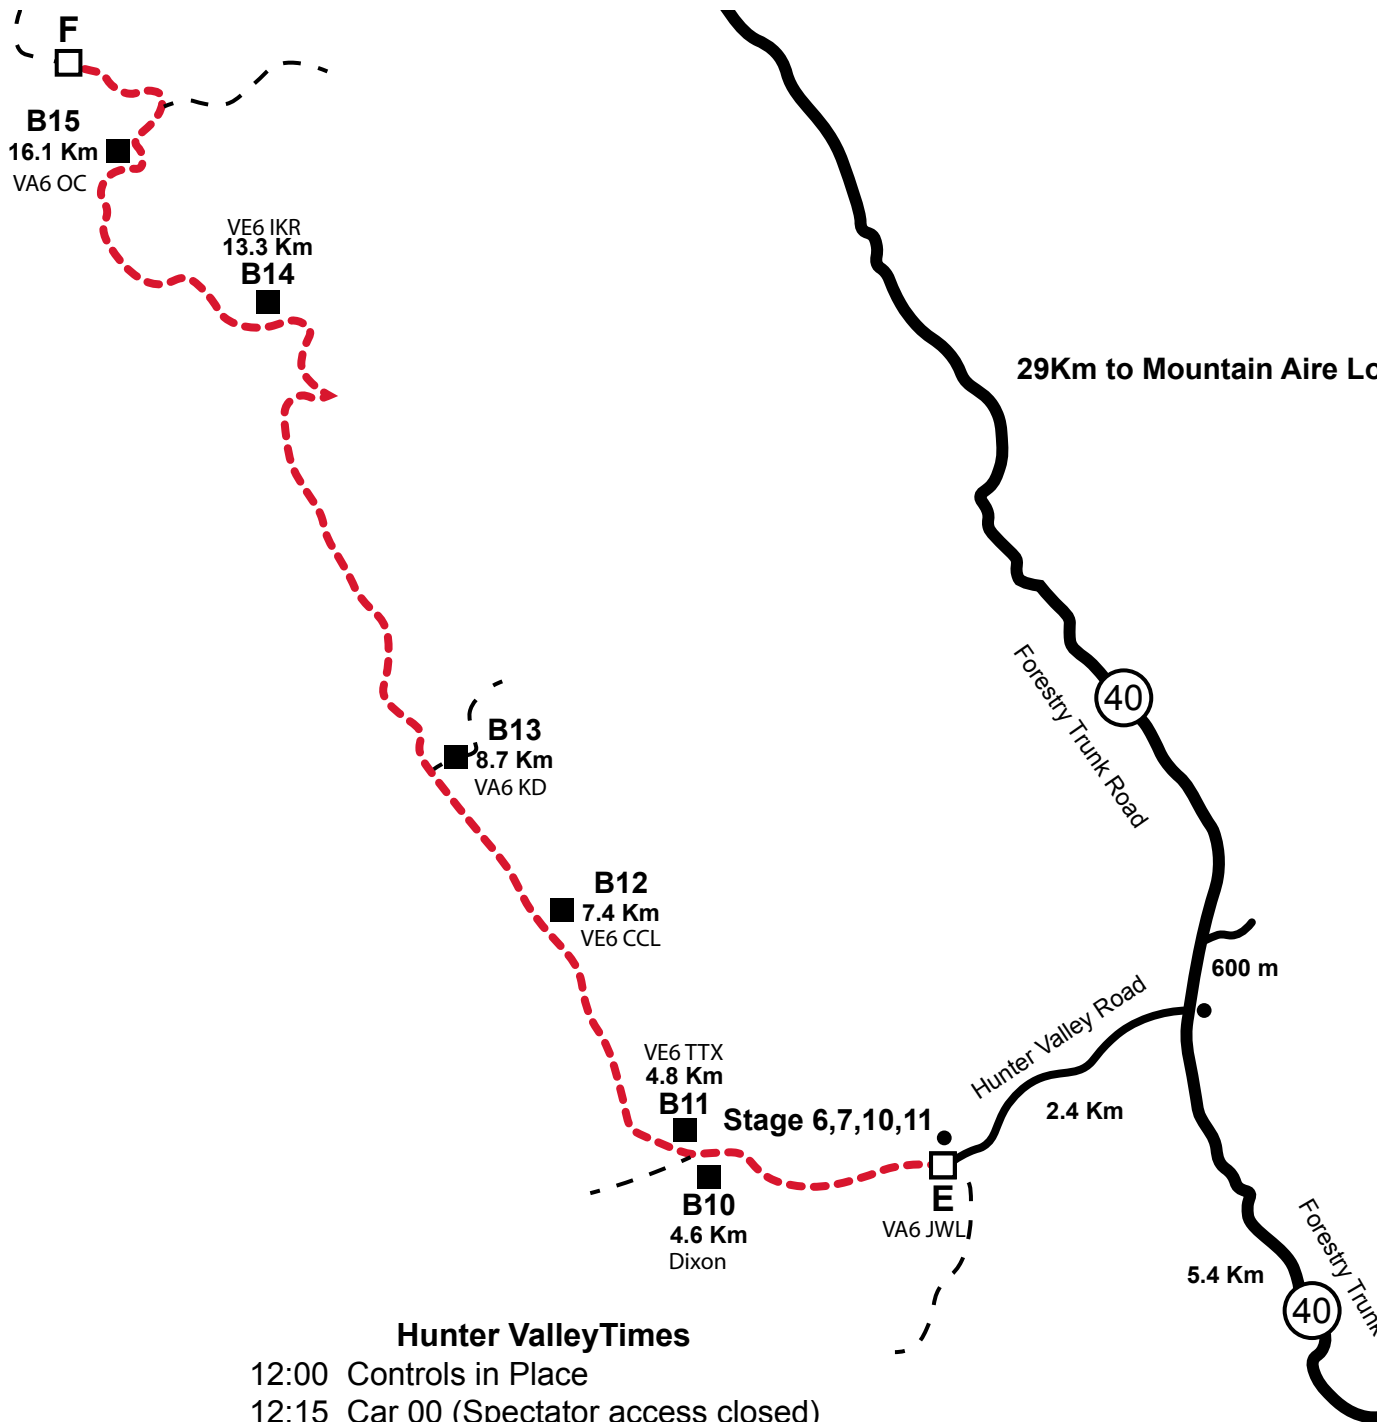 F
B15
16.1 Km
VA6 OC
VE6 IKR
13.3 Km
B14
29Km to Mountain Aire Lo
40
Forestry Trunk Road
B13
8.7 Km
VA6 KD
B12
7.4 Km
VE6 CCL
600 m
Hunter Valley Road
2.4 Km
VE6 TTX
4.8 Km
B11
Stage 6,7,10,11
E
VA6 JWL
B10
4.6 Km
Dixon
5.4 Km
Forestry Trunk
40
Hunter ValleyTimes
12:00 Controls in Place
12:15 Car 00 (Spectator access closed)